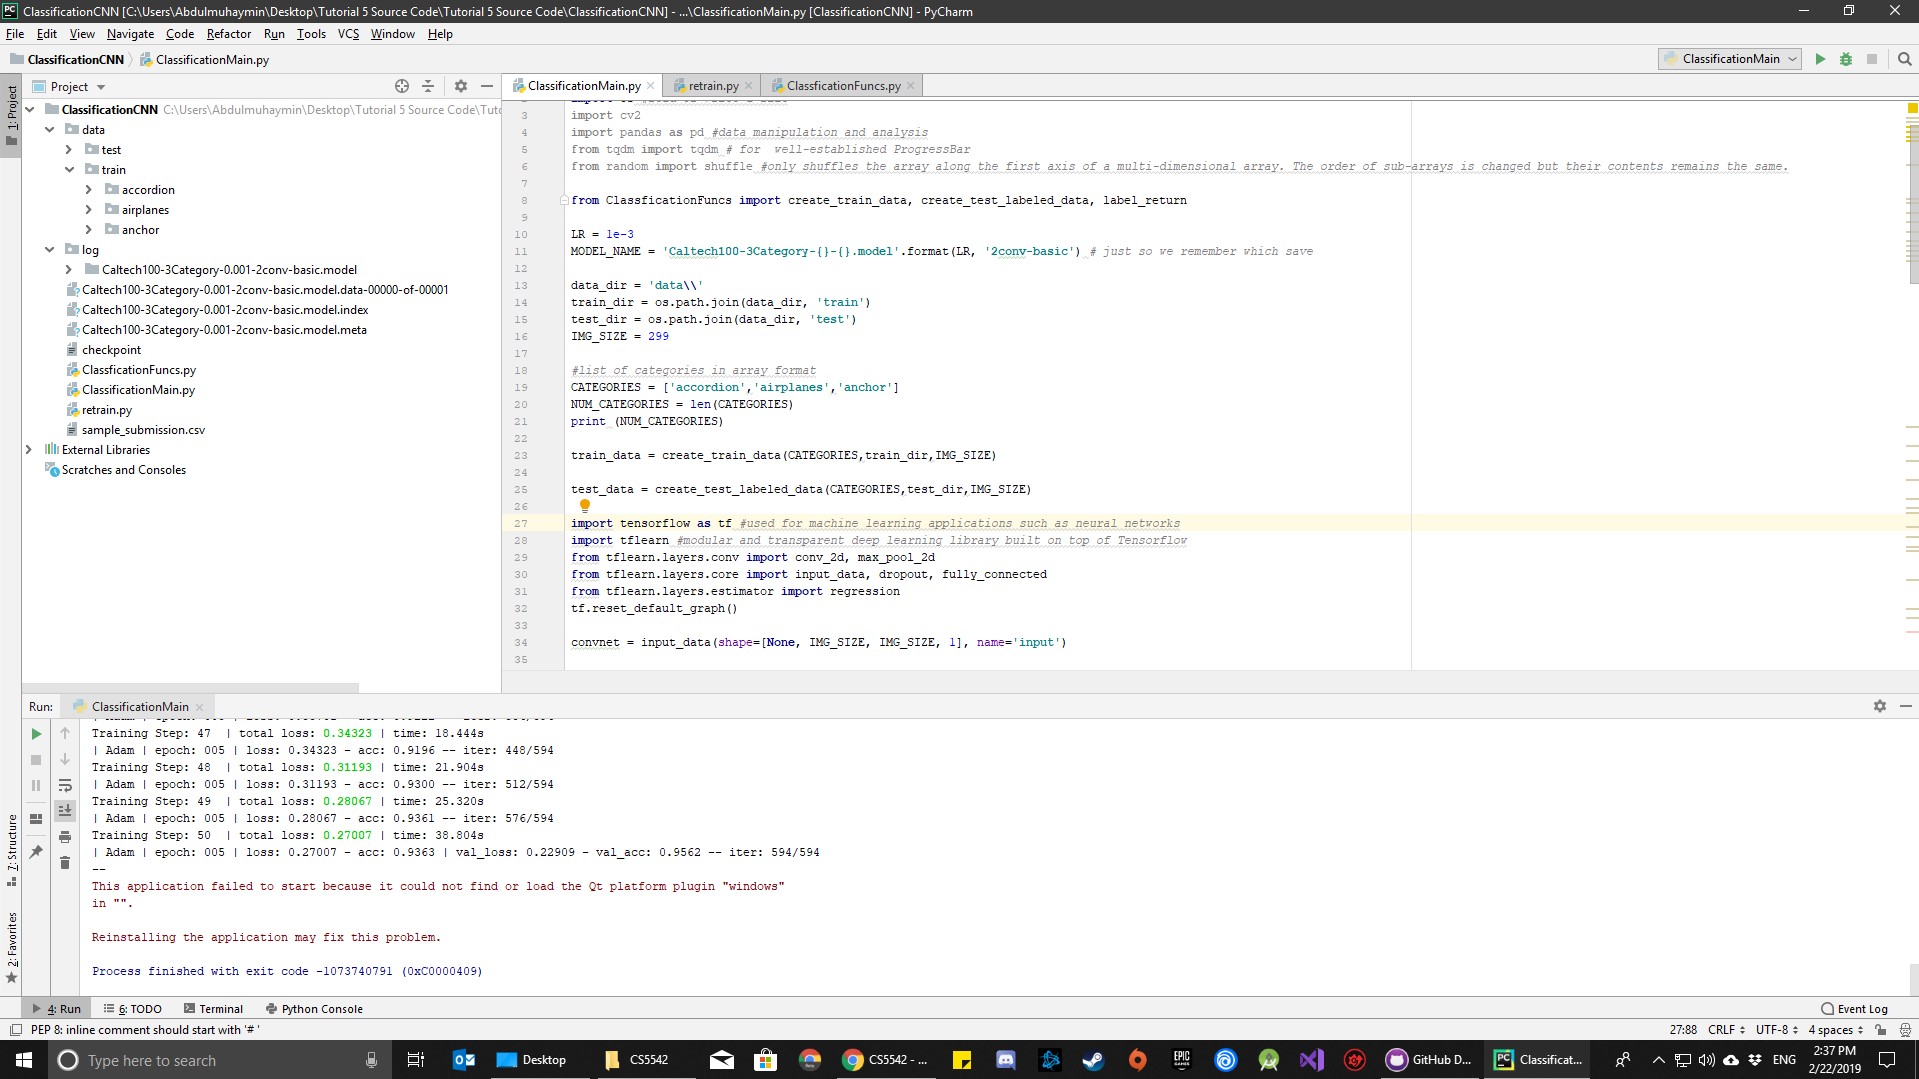 ClassificationCNN [C:\Users\Abdulmuhaymin\Desktop\Tutorial 5 Source Code\Tutorial 5 Source Code\ClassificationCNN] - ...\ClassificationMain.py [ClassificationCNN] - PyCharm
File Edit View Navigate Code Refactor Run Tools VCS Window Help
ClassificationCNN ClassificationMain.py
ClassificationMain
1: Project
Project
ClassificationMain.py retrain.py ClassficationFuncs.py
ClassificationCNN C:\Users\Abdulmuhaymin\Desktop\Tutorial 5 Source Code\Tuto
data
test
train
accordion
airplanes
anchor
log
Caltech100-3Category-0.001-2conv-basic.model
Caltech100-3Category-0.001-2conv-basic.model.data-00000-of-00001
Caltech100-3Category-0.001-2conv-basic.model.index
Caltech100-3Category-0.001-2conv-basic.model.meta
checkpoint
ClassficationFuncs.py
ClassificationMain.py
retrain.py
sample_submission.csv
External Libraries
Scratches and Consoles
3 import cv2
4 import pandas as pd #data manipulation and analysis
5 from tqdm import tqdm # for  well-established ProgressBar
6 from random import shuffle #only shuffles the array along the first axis of a multi-dimensional array. The order of sub-arrays is changed but their contents remains the same.
7
8 from ClassficationFuncs import create_train_data, create_test_labeled_data, label_return
9
10 LR = 1e-3
11 MODEL_NAME = 'Caltech100-3Category-{}-{}.model'.format(LR, '2conv-basic') # just so we remember which save
12
13 data_dir = 'data\\'
14 train_dir = os.path.join(data_dir, 'train')
15 test_dir = os.path.join(data_dir, 'test')
16 IMG_SIZE = 299
17
18 #list of categories in array format
19 CATEGORIES = ['accordion','airplanes','anchor']
20 NUM_CATEGORIES = len(CATEGORIES)
21 print (NUM_CATEGORIES)
22
23 train_data = create_train_data(CATEGORIES,train_dir,IMG_SIZE)
24
25 test_data = create_test_labeled_data(CATEGORIES,test_dir,IMG_SIZE)
26
27 import tensorflow as tf #used for machine learning applications such as neural networks
28 import tflearn #modular and transparent deep learning library built on top of Tensorflow
29 from tflearn.layers.conv import conv_2d, max_pool_2d
30 from tflearn.layers.core import input_data, dropout, fully_connected
31 from tflearn.layers.estimator import regression
32 tf.reset_default_graph()
33
34 convnet = input_data(shape=[None, IMG_SIZE, IMG_SIZE, 1], name='input')
35
Run: ClassificationMain
Training Step: 47  | total loss: 0.34323 | time: 18.444s
| Adam | epoch: 005 | loss: 0.34323 - acc: 0.9196 -- iter: 448/594
Training Step: 48  | total loss: 0.31193 | time: 21.904s
| Adam | epoch: 005 | loss: 0.31193 - acc: 0.9300 -- iter: 512/594
Training Step: 49  | total loss: 0.28067 | time: 25.320s
| Adam | epoch: 005 | loss: 0.28067 - acc: 0.9361 -- iter: 576/594
Training Step: 50  | total loss: 0.27007 | time: 38.804s
| Adam | epoch: 005 | loss: 0.27007 - acc: 0.9363 | val_loss: 0.22909 - val_acc: 0.9562 -- iter: 594/594
--
This application failed to start because it could not find or load the Qt platform plugin "windows"
in "".
Reinstalling the application may fix this problem.
Process finished with exit code -1073740791 (0xC0000409)
7: Structure
2: Favorites
4: Run 6: TODO Terminal Python Console Event Log
PEP 8: inline comment should start with '# ' 27:88 CRLF UTF-8 4 spaces
Type here to search Desktop CS5542 CS5542 - ... GitHub D... Classificat... ENG 2:37 PM
2/22/2019